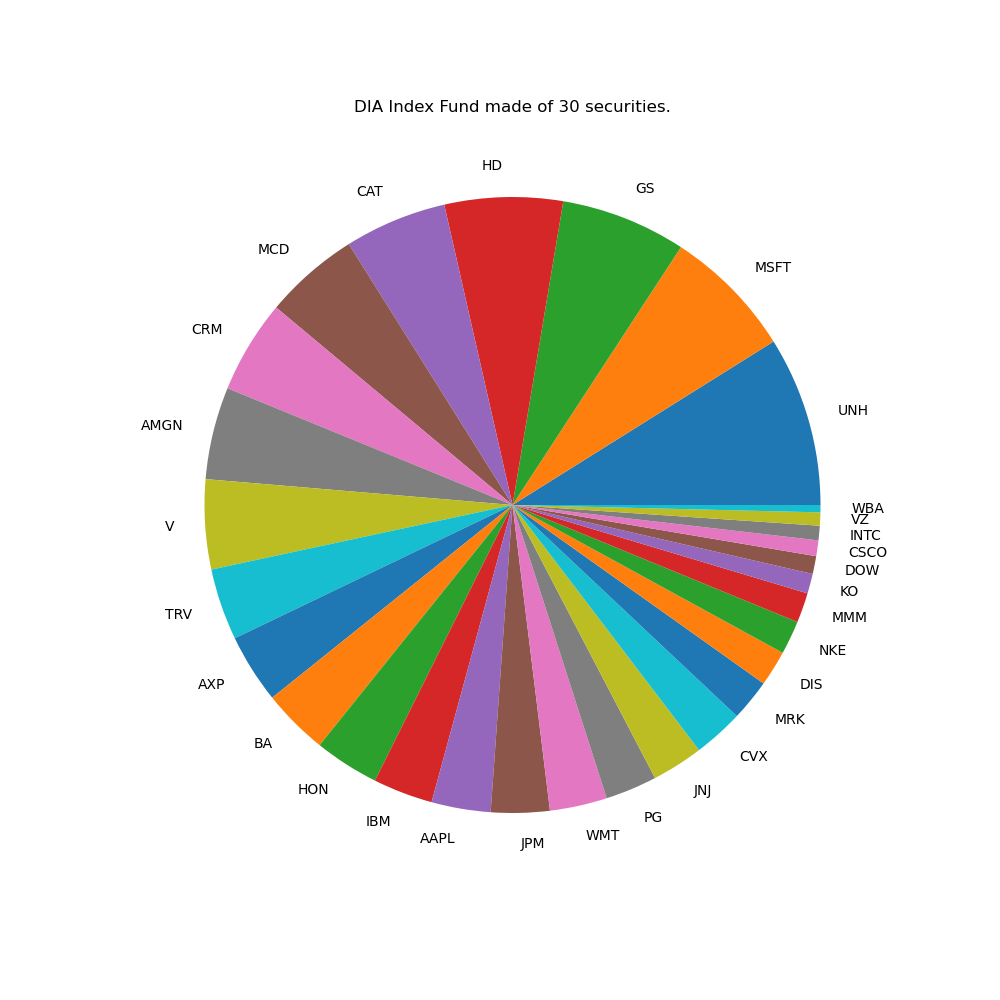 DIA Index Fund made of 30 securities.
HD
GS
CAT
MCD
MSFT
CRM
UNH
AMGN
WBA
VZ
V
INTC
CSCO
DOW
KO
TRV
MMM
NKE
AXP
DIS
MRK
BA
CVX
HON
JNJ
PG
IBM
WMT
AAPL
JPM